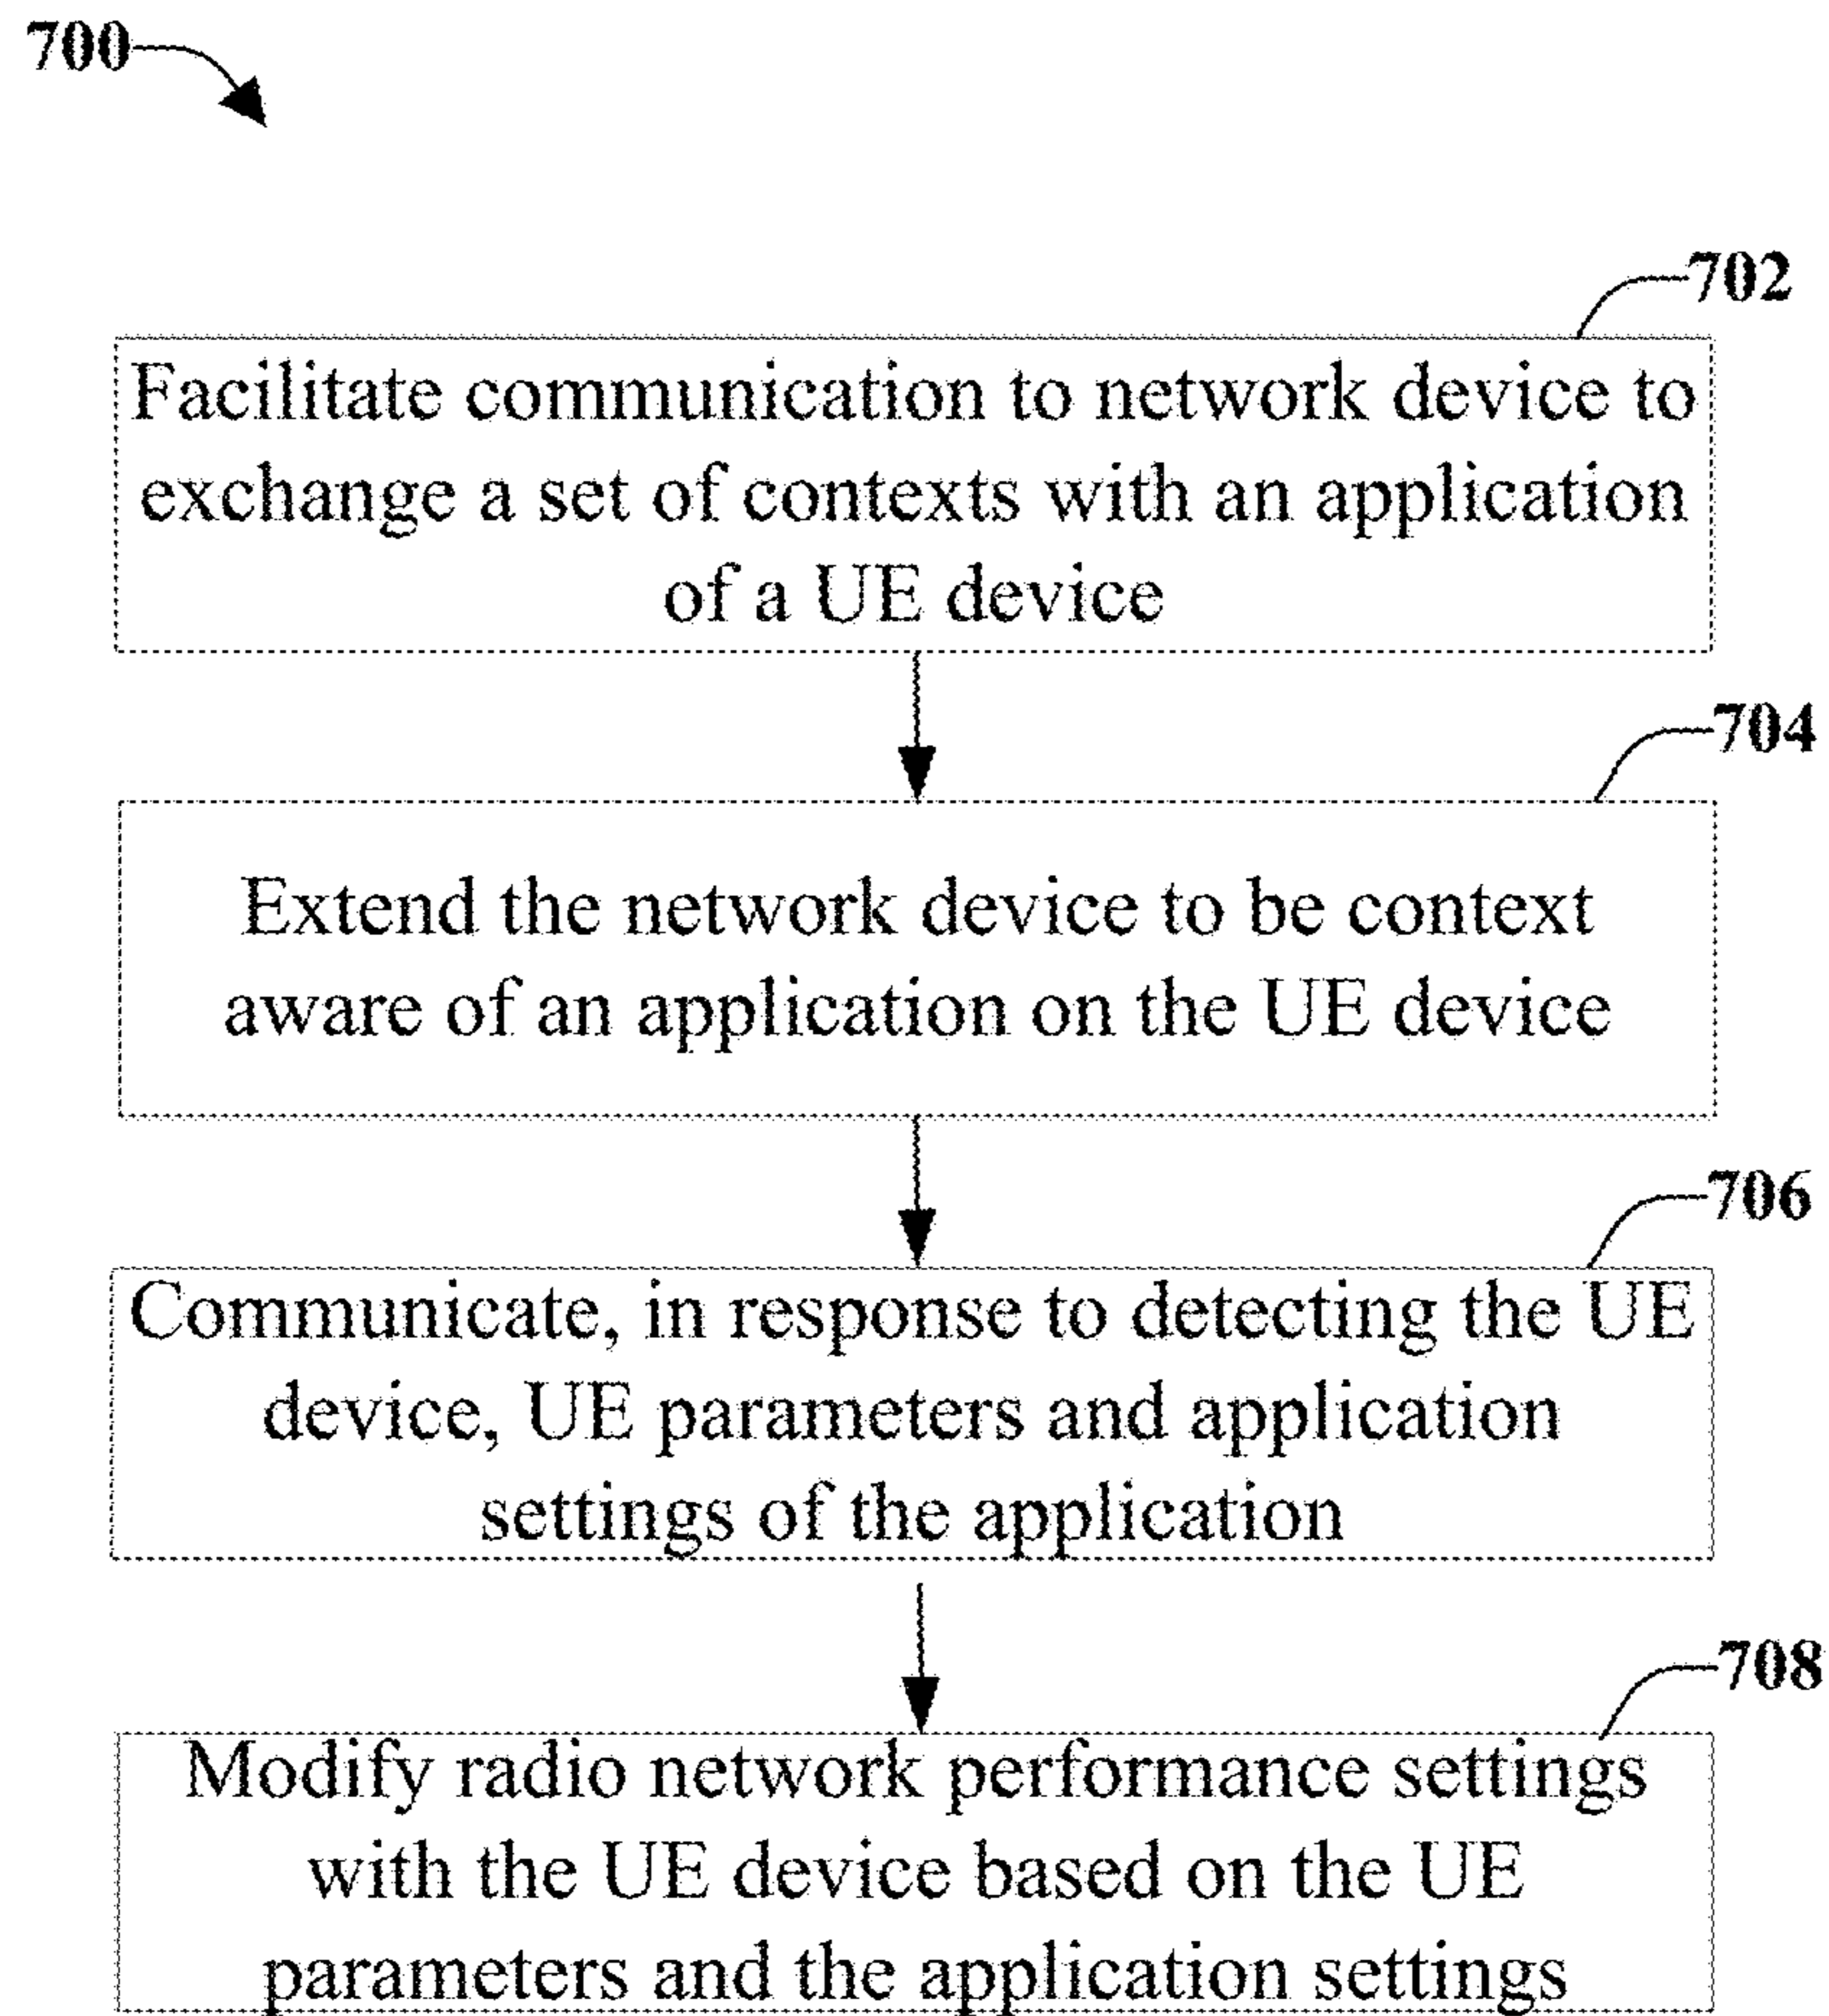 700
702
Facilitate communication to network device to
exchange a set of contexts with an application
of a UE device
704
Extend the network device to be context
aware of an application on the UE device
706
Communicate, in response to detecting the UE
device, UE parameters and application
settings of the application
708
Modify radio network performance settings
with the UE device based on the UE
parameters and the application settings